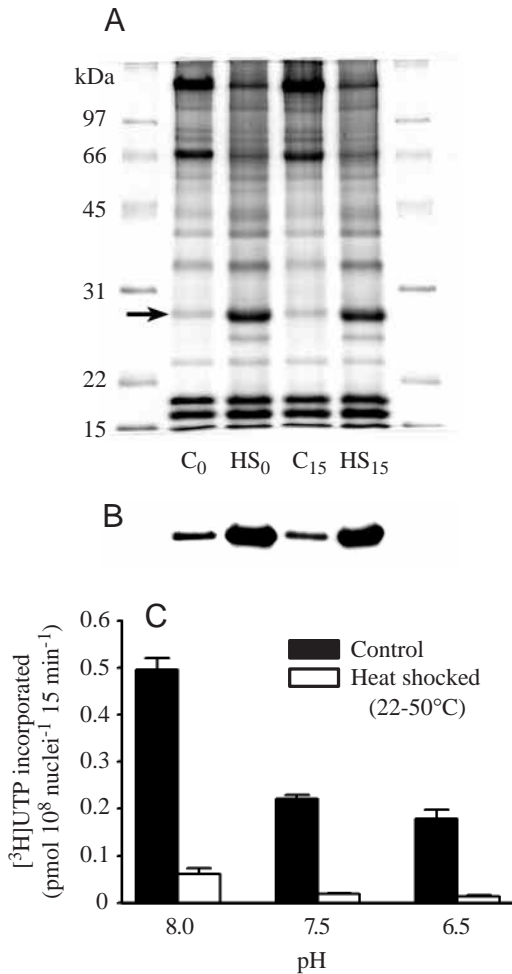 A
kDa
97
66
45
31
22
15
C₀ HS₀ C₁₅ HS₁₅
B
C
[³H]UTP incorporated
(pmol 10⁸ nuclei⁻¹ 15 min⁻¹)
0.6
0.5
0.4
0.3
0.2
0.1
0
Control
Heat shocked
(22-50°C)
8.0 7.5 6.5
pH